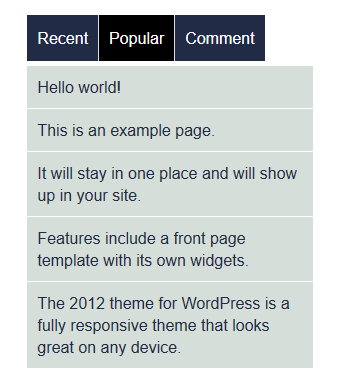 Recent Popular Comment
Hello world!
This is an example page.
It will stay in one place and will show
up in your site.
Features include a front page
template with its own widgets.
The 2012 theme for WordPress is a
fully responsive theme that looks
great on any device.